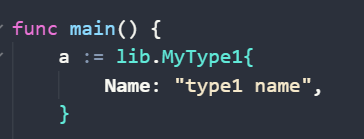 func main() {
    a := lib.MyType1{
        Name: "type1 name",
    }